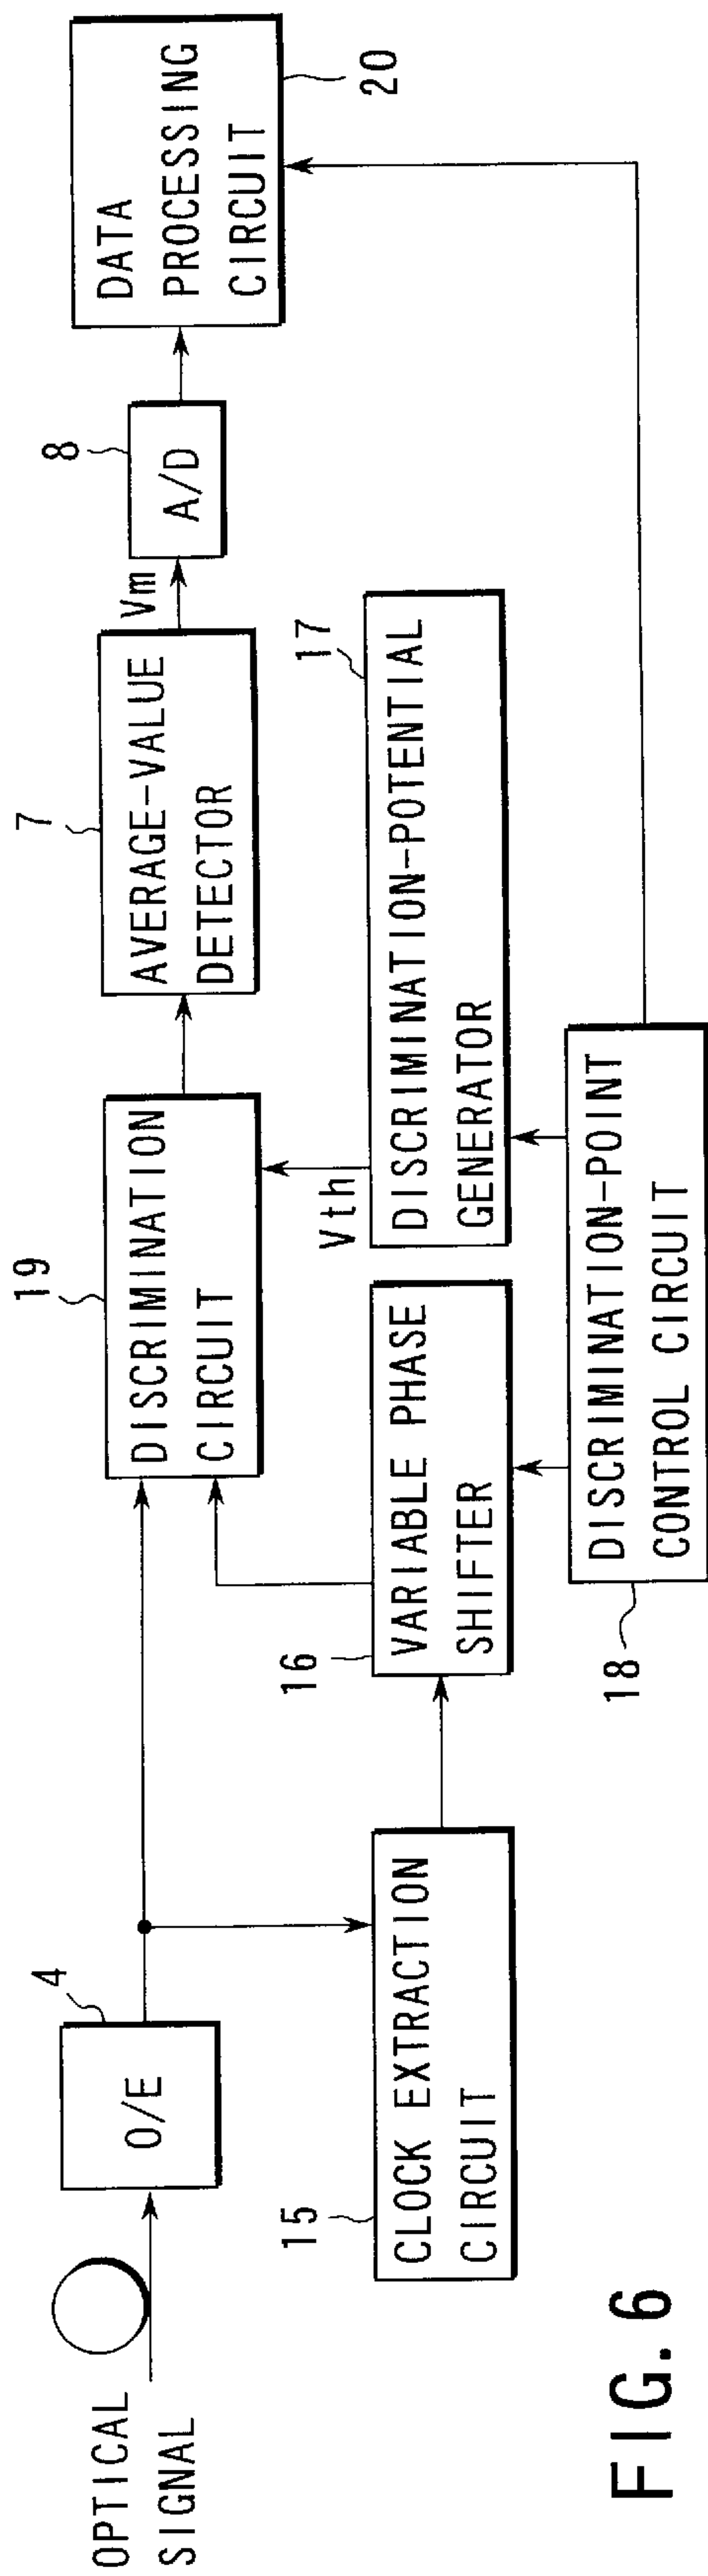 OPTICAL
SIGNAL
4
O/E
15
CLOCK EXTRACTION
CIRCUIT
16
VARIABLE PHASE
SHIFTER
19
DISCRIMINATION
CIRCUIT
Vth
17
DISCRIMINATION-POTENTIAL
GENERATOR
18
DISCRIMINATION-POINT
CONTROL CIRCUIT
7
AVERAGE-VALUE
DETECTOR
Vm
8
A/D
DATA
PROCESSING
CIRCUIT
20
FIG. 6